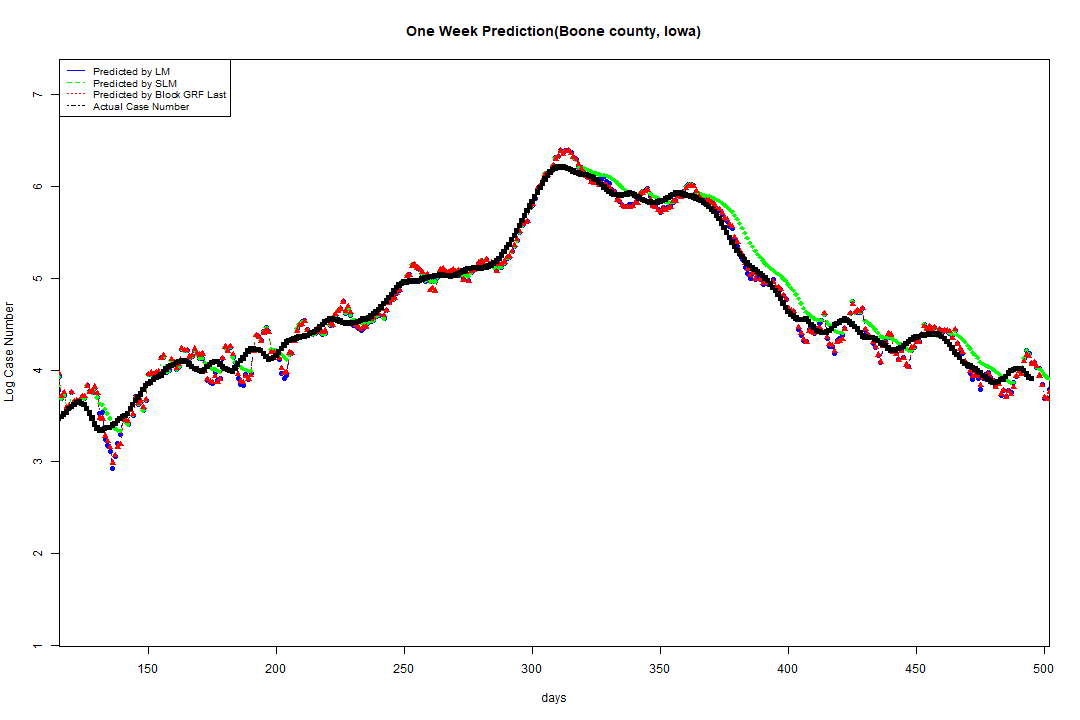 One Week Prediction(Boone county, Iowa)
Predicted by LM
Predicted by SLM
Predicted by Block GRF Last
Actual Case Number
Log Case Number
7
6
5
4
3
2
1
150 200 250 300 350 400 450 500
days